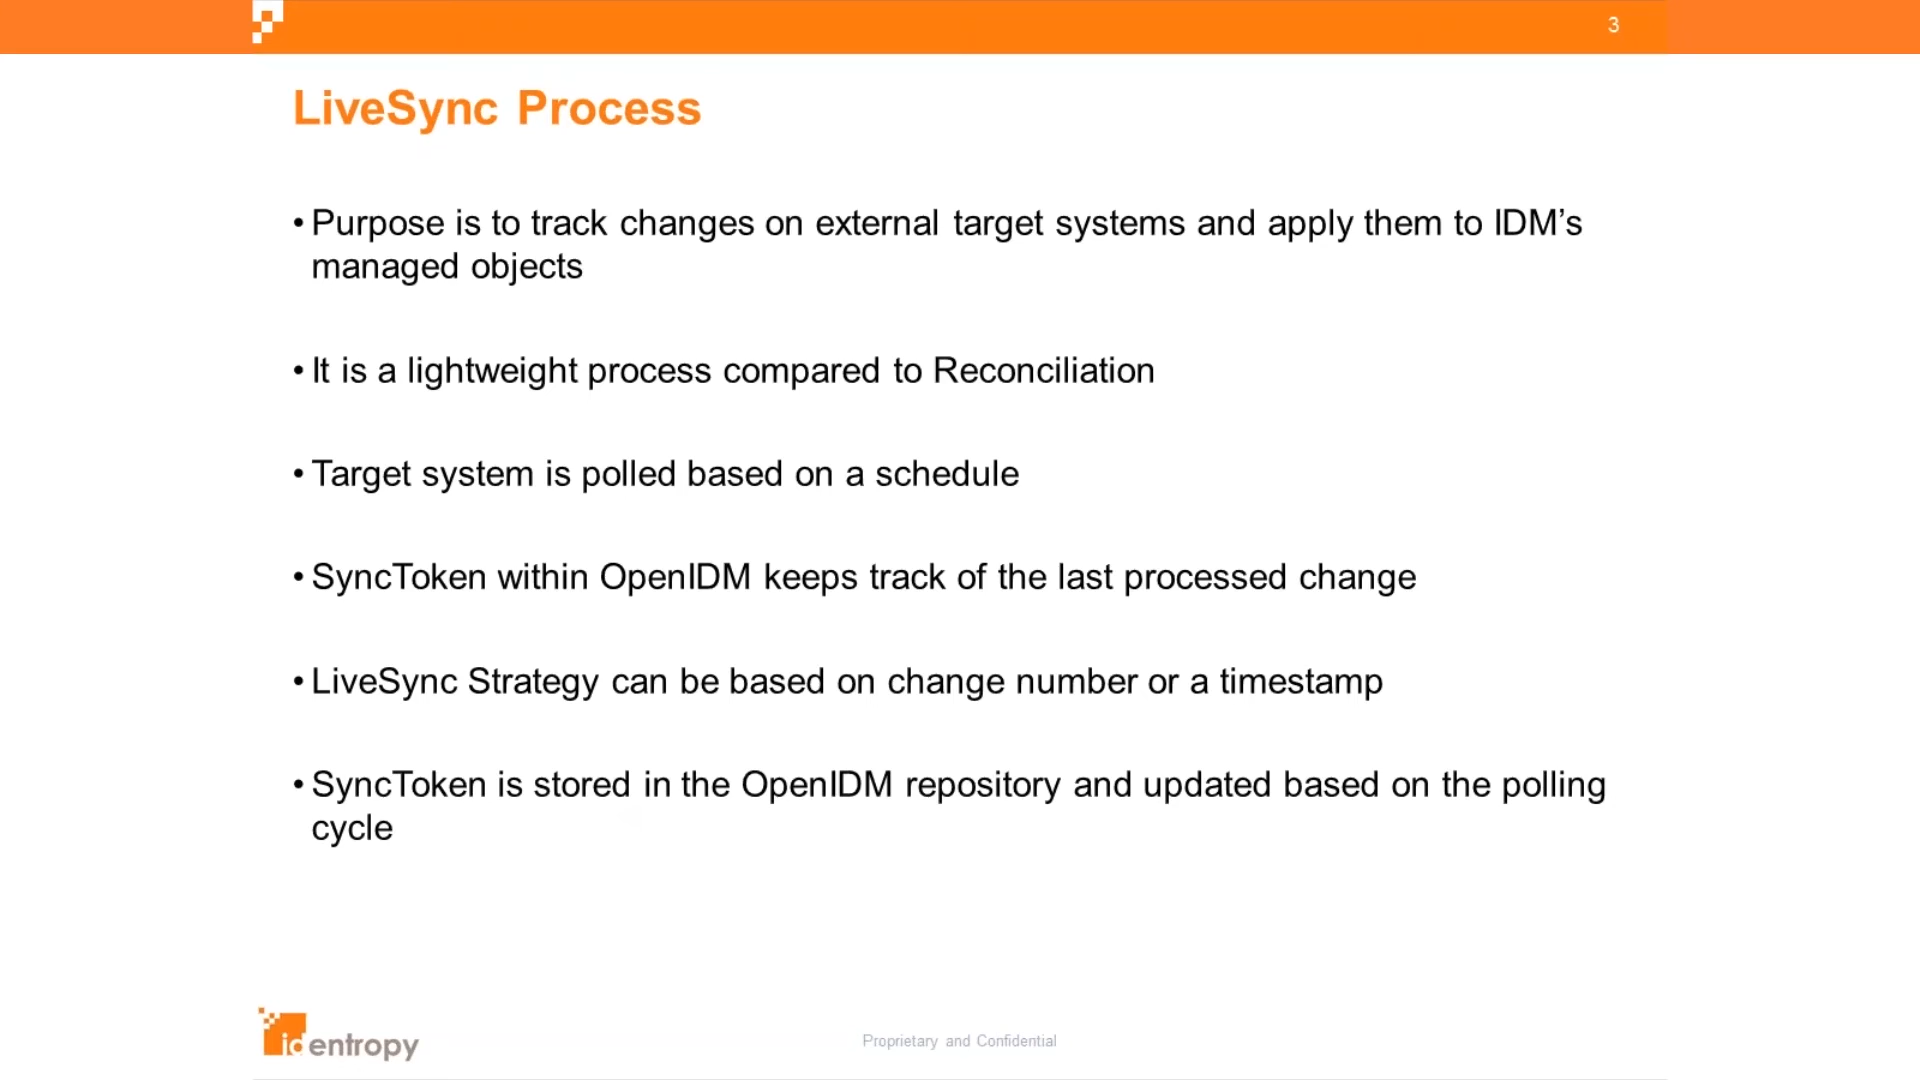 3
LiveSync Process
• Purpose is to track changes on external target systems and apply them to IDM’s
managed objects
• It is a lightweight process compared to Reconciliation
• Target system is polled based on a schedule
• SyncToken within OpenIDM keeps track of the last processed change
• LiveSync Strategy can be based on change number or a timestamp
• SyncToken is stored in the OpenIDM repository and updated based on the polling
cycle
identropy
Proprietary and Confidential